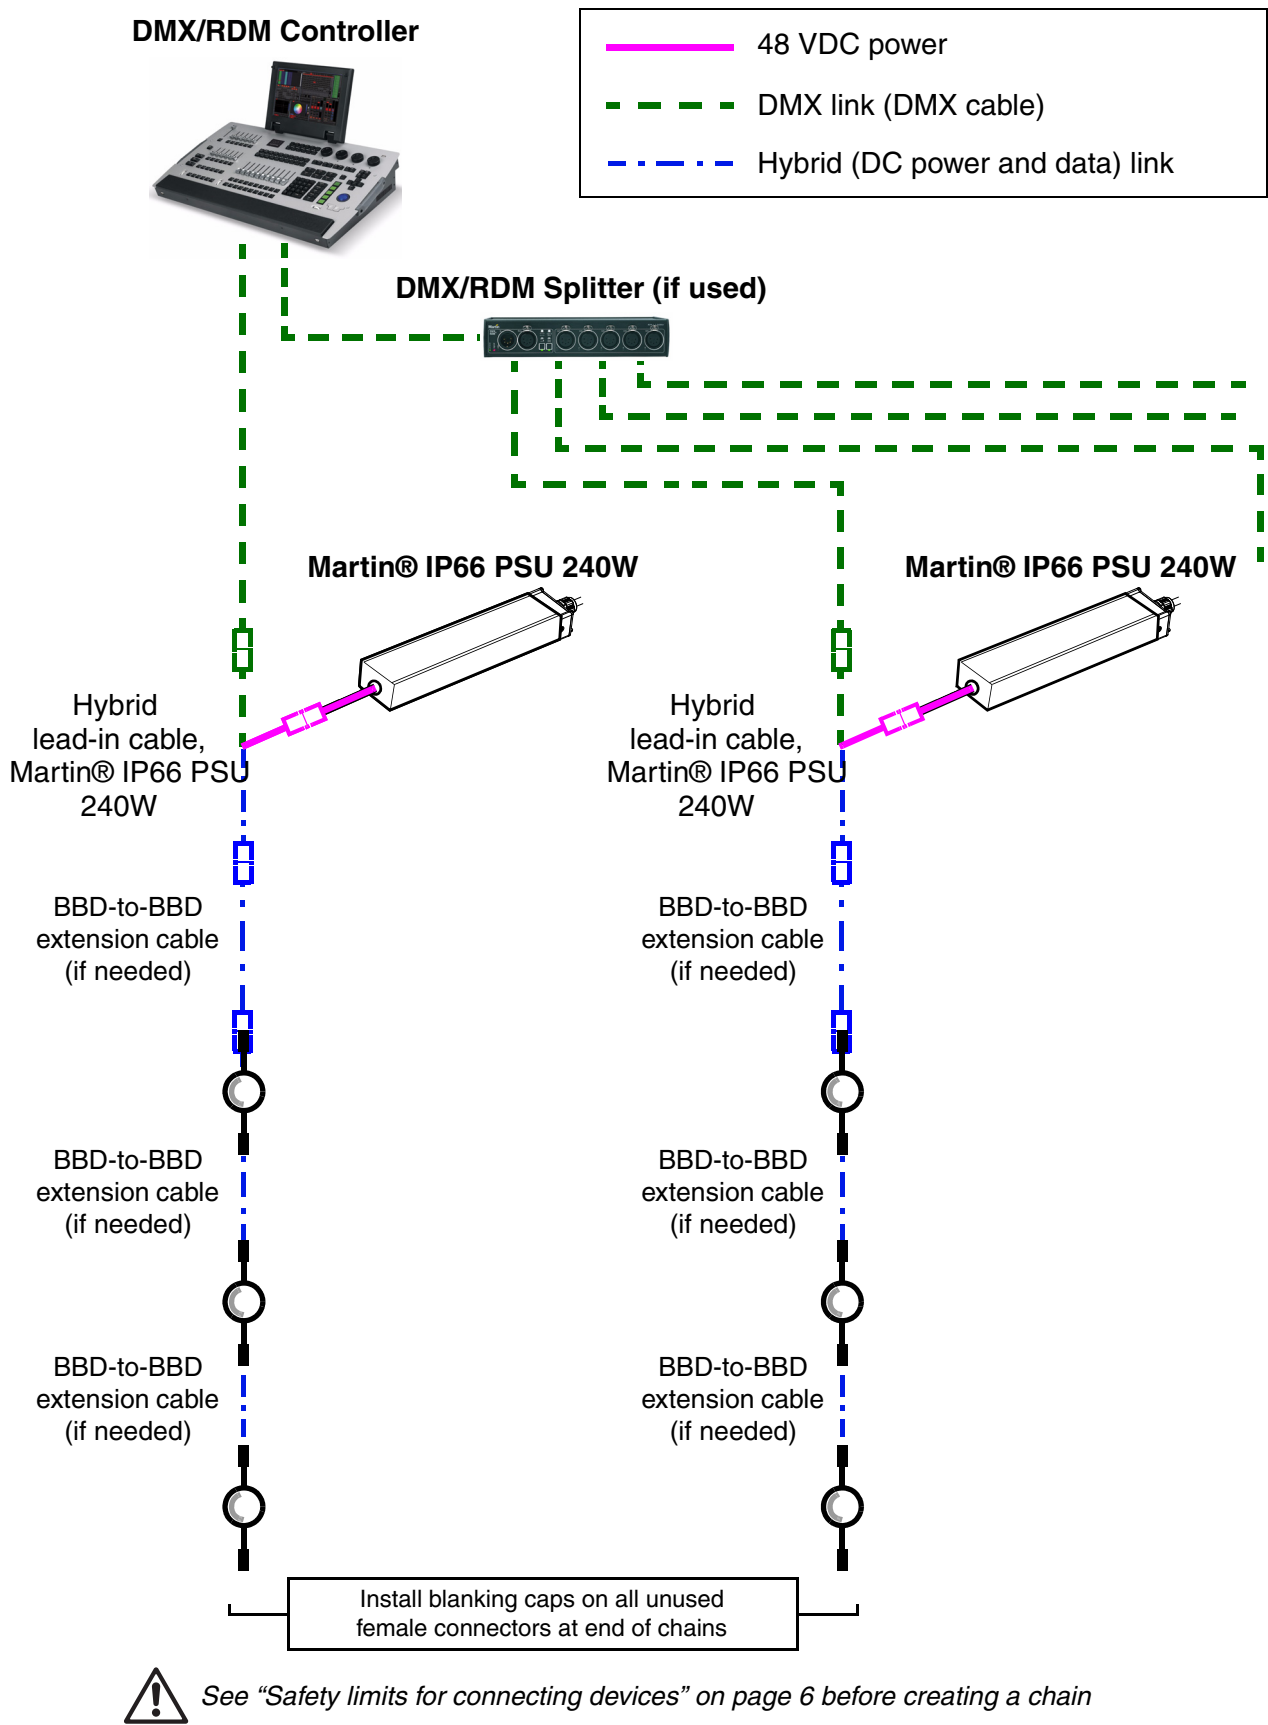 DMX/RDM Controller
48 VDC power
DMX link (DMX cable)
Hybrid (DC power and data) link
DMX/RDM Splitter (if used)
Martin® IP66 PSU 240W
Martin® IP66 PSU 240W
Hybrid
lead-in cable,
Martin® IP66 PSU
240W
Hybrid
lead-in cable,
Martin® IP66 PSU
240W
BBD-to-BBD
extension cable
(if needed)
BBD-to-BBD
extension cable
(if needed)
BBD-to-BBD
extension cable
(if needed)
BBD-to-BBD
extension cable
(if needed)
BBD-to-BBD
extension cable
(if needed)
BBD-to-BBD
extension cable
(if needed)
Install blanking caps on all unused
female connectors at end of chains
See “Safety limits for connecting devices” on page 6 before creating a chain